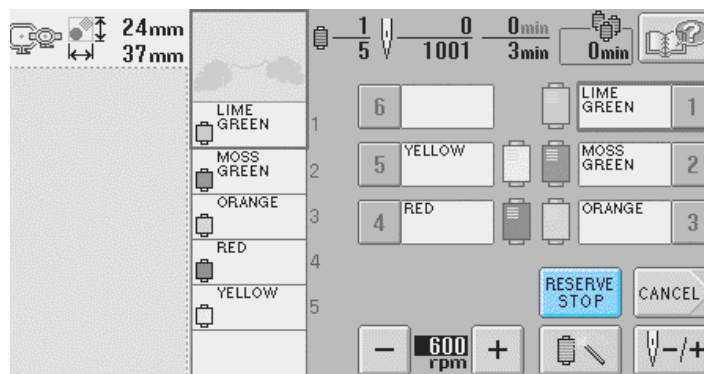 24mm
37mm
1
5
0
1001
0min
3min
0min
LIME
GREEN
1
MOSS
GREEN
2
ORANGE
3
RED
4
YELLOW
5
6
LIME
GREEN
1
5
YELLOW
MOSS
GREEN
2
4
RED
ORANGE
3
RESERVE
STOP
CANCEL
−
600
rpm
+
−/+
?